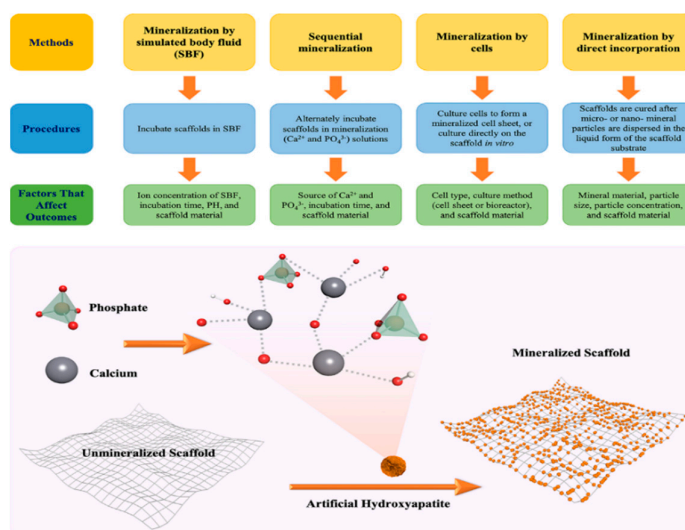 Methods
Mineralization by
simulated body fluid
(SBF)
Sequential
mineralization
Mineralization by
cells
Mineralization by
direct incorporation
Procedures
Incubate scaffolds in SBF
Alternately incubate
scaffolds in mineralization
(Ca²⁺ and PO₄³⁻) solutions
Culture cells to form a
mineralized cell sheet, or
culture directly on the
scaffold in vitro
Scaffolds are cured after
micro- or nano- mineral
particles are dispersed in the
liquid form of the scaffold
substrate
Factors That
Affect
Outcomes
Ion concentration of SBF,
incubation time, PH, and
scaffold material
Source of Ca²⁺ and
PO₄³⁻, incubation time, and
scaffold material
Cell type, culture method
(cell sheet or bioreactor),
and scaffold material
Mineral material, particle
size, particle concentration,
and scaffold material
Phosphate
Calcium
Mineralized Scaffold
Unmineralized Scaffold
Artificial Hydroxyapatite